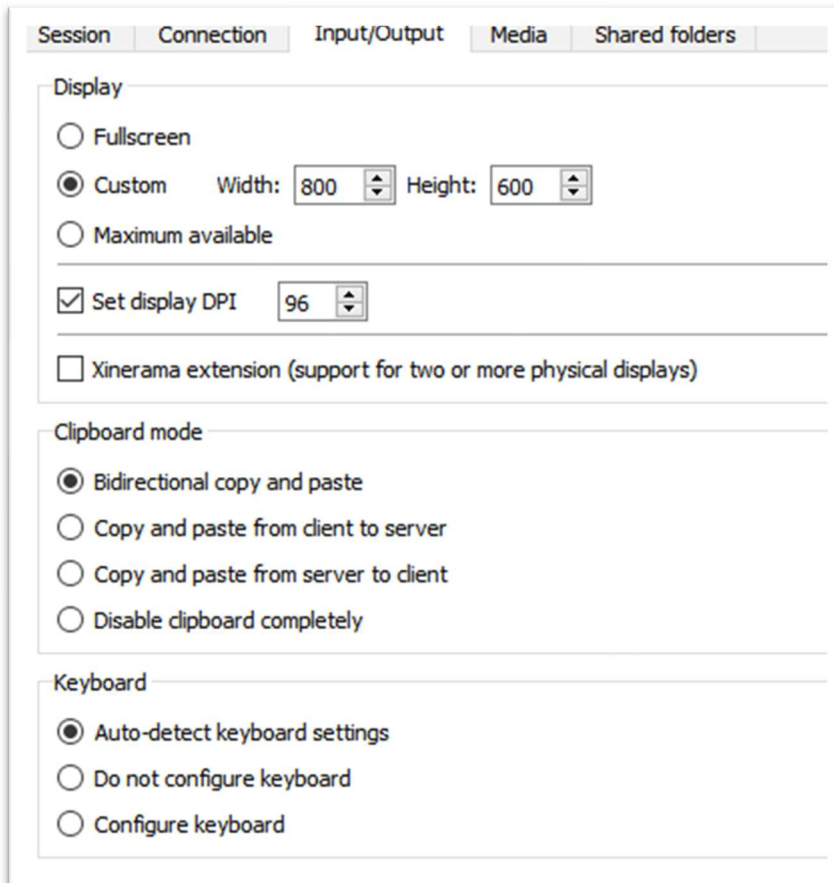 Session Connection Input/Output Media Shared folders
Display
Fullscreen
Custom Width: 800 Height: 600
Maximum available
Set display DPI 96
Xinerama extension (support for two or more physical displays)
Clipboard mode
Bidirectional copy and paste
Copy and paste from client to server
Copy and paste from server to client
Disable clipboard completely
Keyboard
Auto-detect keyboard settings
Do not configure keyboard
Configure keyboard